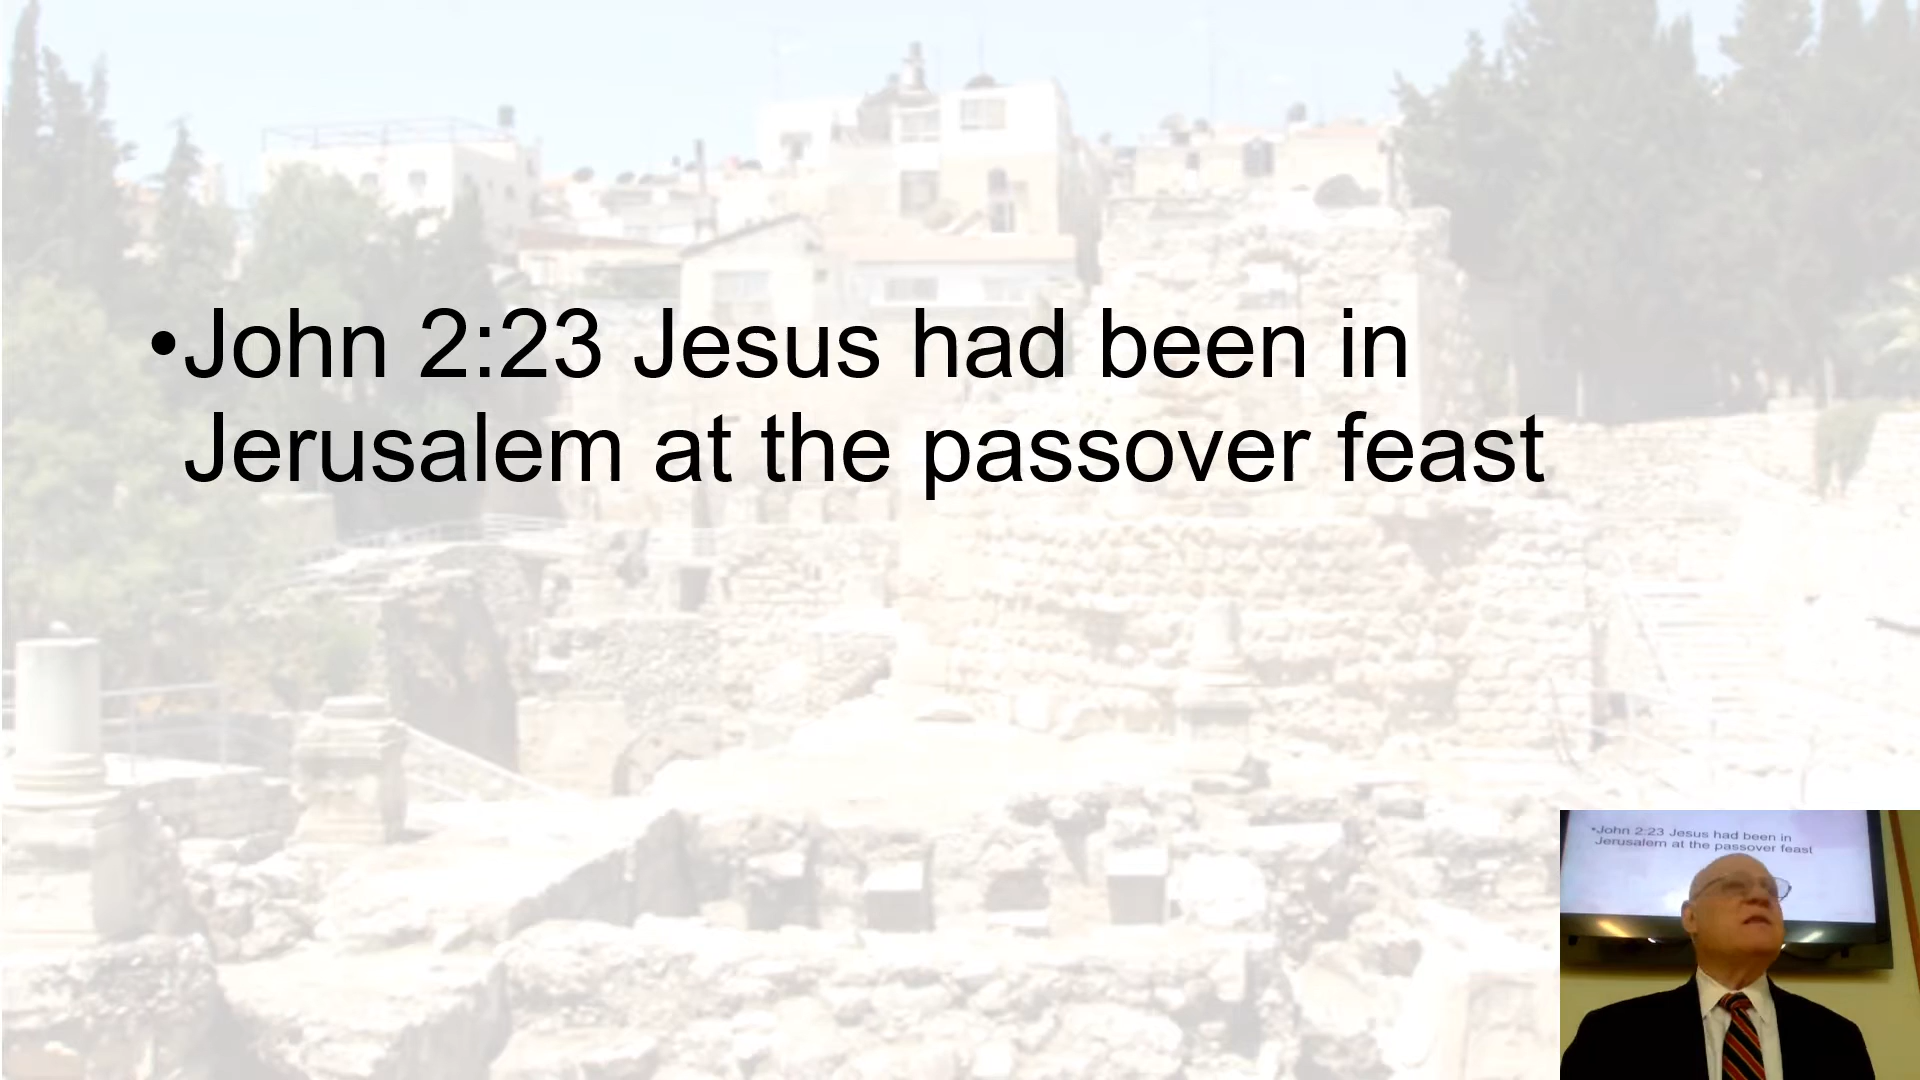 •John 2:23 Jesus had been in
Jerusalem at the passover feast
•John 2:23 Jesus had been in
Jerusalem at the passover feast